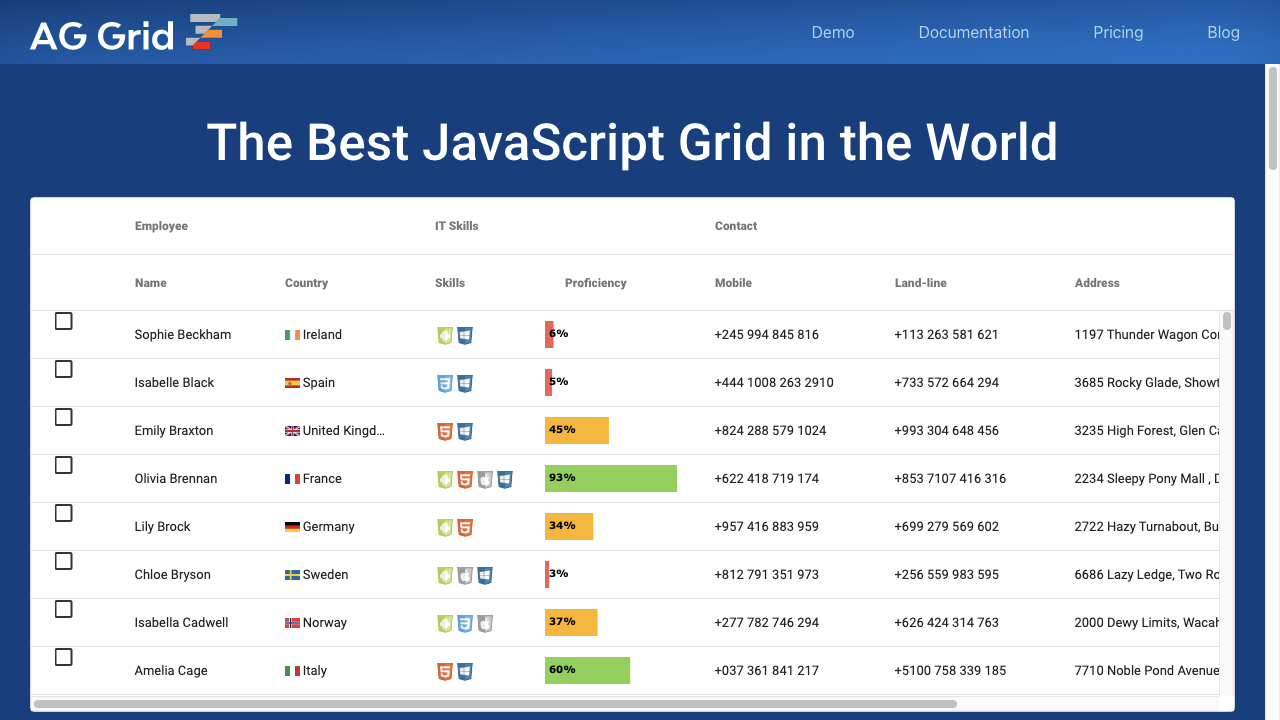 AG Grid
Demo Documentation Pricing Blog
The Best JavaScript Grid in the World
Employee IT Skills Contact
Name Country Skills Proficiency Mobile Land-line Address
Sophie Beckham Ireland 6% +245 994 845 816 +113 263 581 621 1197 Thunder Wagon Co
Isabelle Black Spain 5% +444 1008 263 2910 +733 572 664 294 3685 Rocky Glade, Showt
Emily Braxton United Kingd... 45% +824 288 579 1024 +993 304 648 456 3235 High Forest, Glen Ca
Olivia Brennan France 93% +622 418 719 174 +853 7107 416 316 2234 Sleepy Pony Mall , D
Lily Brock Germany 34% +957 416 883 959 +699 279 569 602 2722 Hazy Turnabout, Bu
Chloe Bryson Sweden 3% +812 791 351 973 +256 559 983 595 6686 Lazy Ledge, Two Ro
Isabella Cadwell Norway 37% +277 782 746 294 +626 424 314 763 2000 Dewy Limits, Wacah
Amelia Cage Italy 60% +037 361 841 217 +5100 758 339 185 7710 Noble Pond Avenue